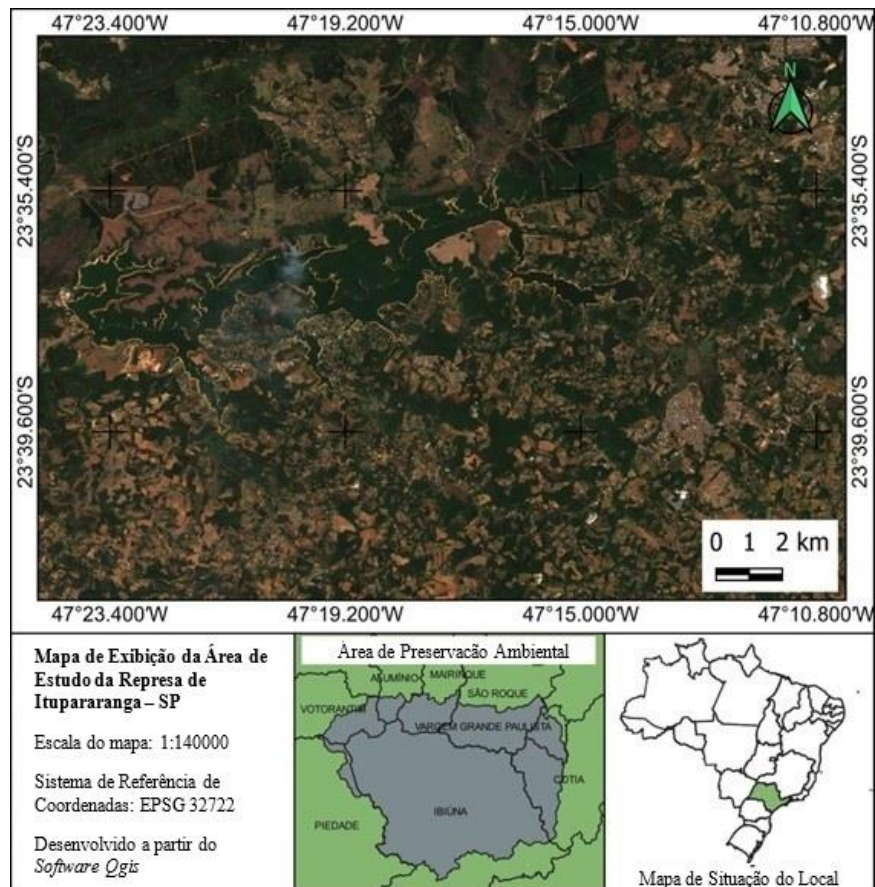 47°23.400'W 47°19.200'W 47°15.000'W 47°10.800'W
N
23°35.400'S 23°35.400'S
23°39.600'S 23°39.600'S
0 1 2 km
47°23.400'W 47°19.200'W 47°15.000'W 47°10.800'W
Mapa de Exibição da Área de
Estudo da Represa de
Itupararanga – SP
Escala do mapa: 1:140000
Sistema de Referência de
Coordenadas: EPSG 32722
Desenvolvido a partir do
Software Qgis
Área de Preservação Ambiental
ALUMÍNIO
MAIRINQUE
SÃO ROQUE
VOTORANTIM
VARGEM GRANDE PAULISTA
COTIA
IBIÚNA
PIEDADE
Mapa de Situação do Local